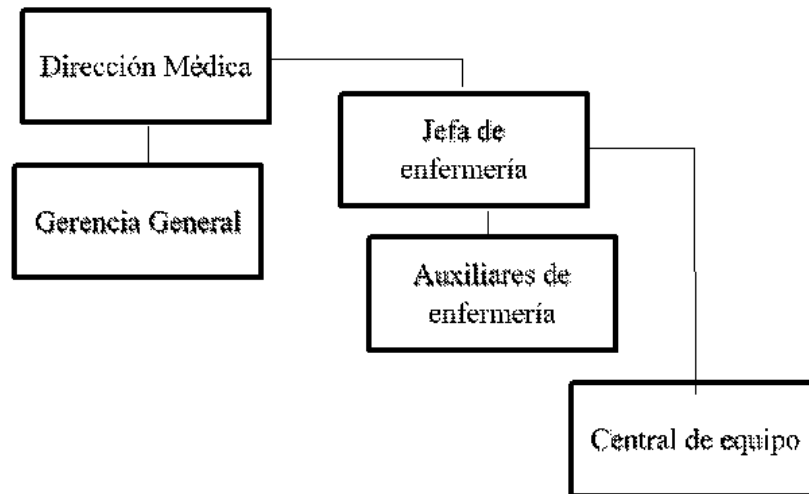 Dirección Médica
Jefa de
enfermería
Gerencia General
Auxiliares de
enfermería
Central de equipo